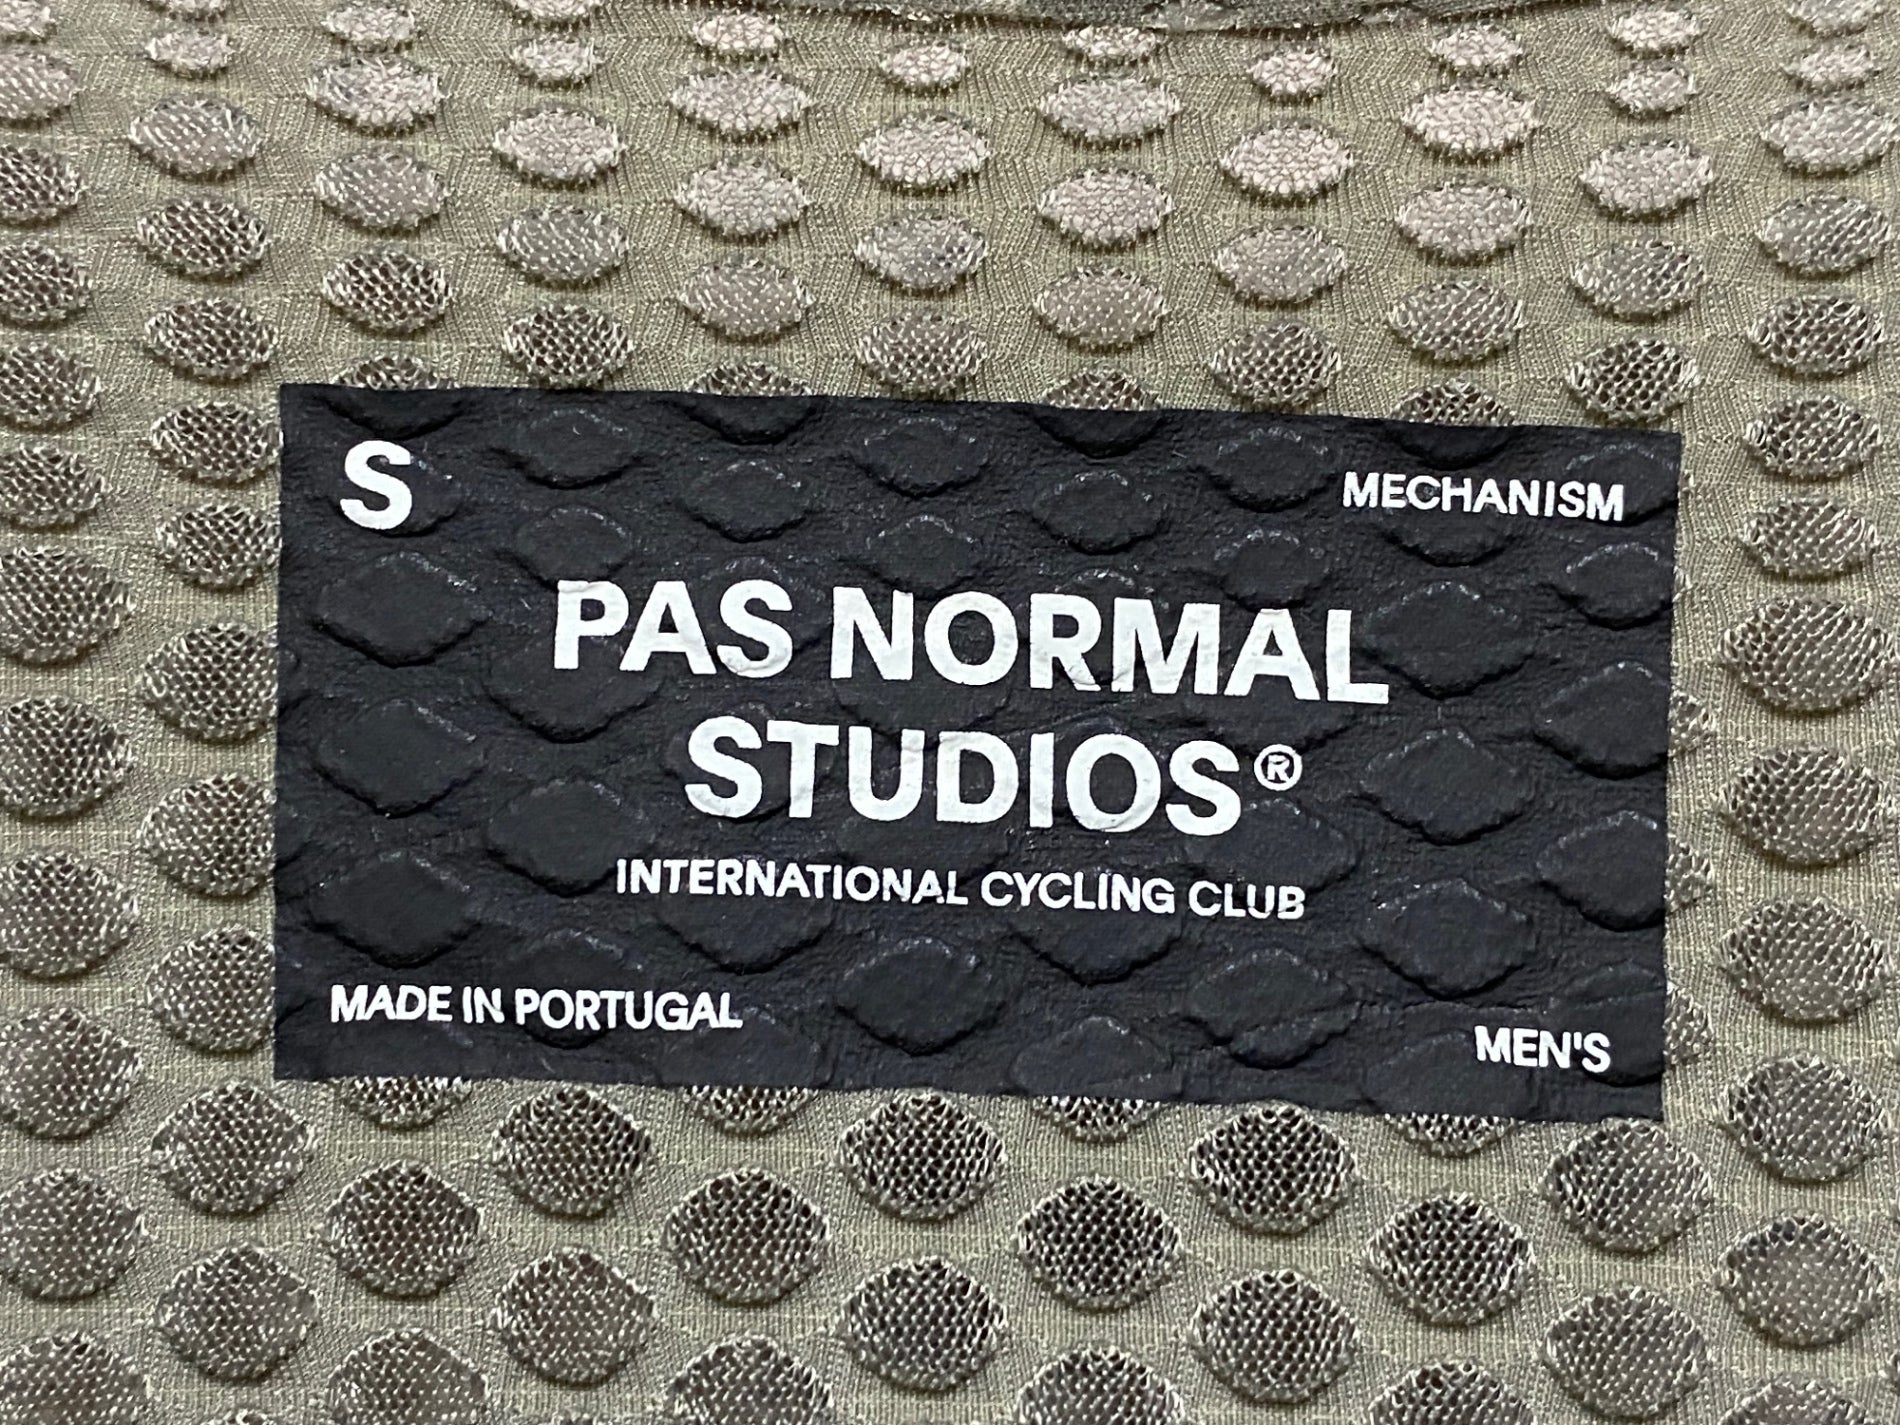 S
MECHANISM
PAS NORMAL
STUDIOS®
INTERNATIONAL CYCLING CLUB
MADE IN PORTUGAL
MEN'S